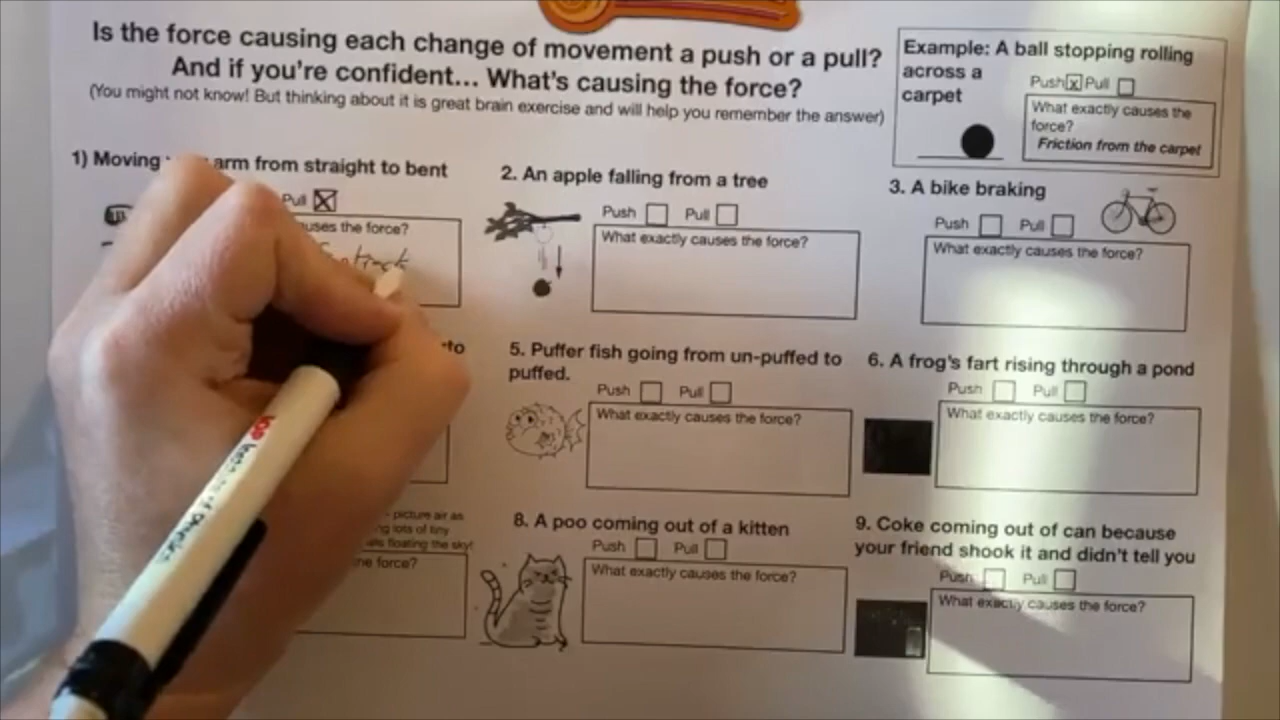 Is the force causing each change of movement a push or a pull?
And if you're confident... What's causing the force?
(You might not know! But thinking about it is great brain exercise and will help you remember the answer)
Example: A ball stopping rolling
across a
carpet
Push x Pull
What exactly causes the
force?
Friction from the carpet
1) Moving arm from straight to bent
Pull
the force?
2. An apple falling from a tree
Push Pull
What exactly causes the force?
3. A bike braking
Push Pull
What exactly causes the force?
to
5. Puffer fish going from un-puffed to
puffed.
Push Pull
What exactly causes the force?
6. A frog's fart rising through a pond
Push Pull
What exactly causes the force?
picture air as
lots of tiny
floating the sky!
force?
8. A poo coming out of a kitten
Push Pull
What exactly causes the force?
9. Coke coming out of can because
your friend shook it and didn't tell you
Push Pull
What exactly causes the force?